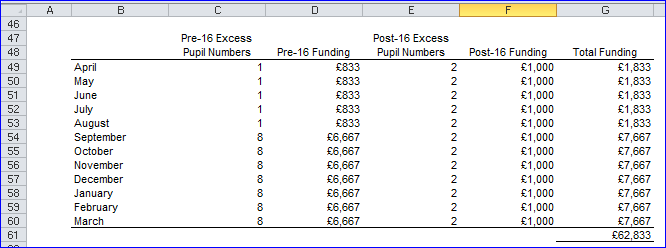 A B C D E F G
46
47 Pre-16 Excess Post-16 Excess
48 Pupil Numbers Pre-16 Funding Pupil Numbers Post-16 Funding Total Funding
49 April 1 £833 2 £1,000 £1,833
50 May 1 £833 2 £1,000 £1,833
51 June 1 £833 2 £1,000 £1,833
52 July 1 £833 2 £1,000 £1,833
53 August 1 £833 2 £1,000 £1,833
54 September 8 £6,667 2 £1,000 £7,667
55 October 8 £6,667 2 £1,000 £7,667
56 November 8 £6,667 2 £1,000 £7,667
57 December 8 £6,667 2 £1,000 £7,667
58 January 8 £6,667 2 £1,000 £7,667
59 February 8 £6,667 2 £1,000 £7,667
60 March 8 £6,667 2 £1,000 £7,667
61 £62,833